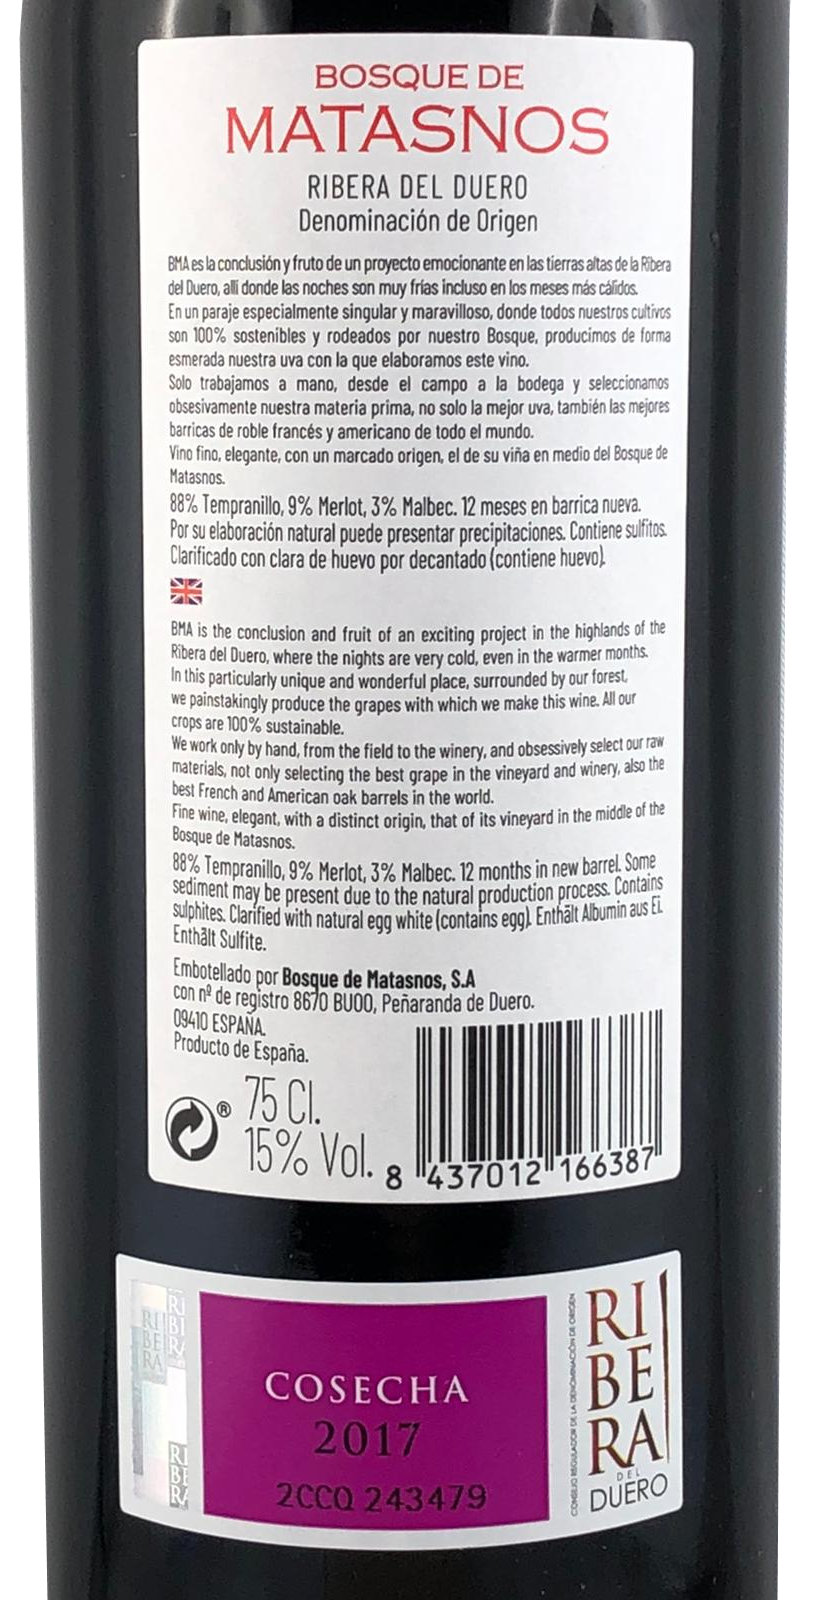 BOSQUE DE
MATASNOS
RIBERA DEL DUERO
Denominación de Origen
BMA es la conclusión y fruto de un proyecto emocionante en las tierras altas de la Ribera
del Duero, allí donde las noches son muy frías incluso en los meses más cálidos.
En un paraje especialmente singular y maravilloso, donde todos nuestros cultivos
son 100% sostenibles y rodeados por nuestro Bosque, producimos de forma
esmerada nuestra uva con la que elaboramos este vino.
Solo trabajamos a mano, desde el campo a la bodega y seleccionamos
obsesivamente nuestra materia prima, no solo la mejor uva, también las mejores
barricas de roble francés y americano de todo el mundo.
Vino fino, elegante, con un marcado origen, el de su viña en medio del Bosque de
Matasnos.
88% Tempranillo, 9% Merlot, 3% Malbec. 12 meses en barrica nueva.
Por su elaboración natural puede presentar precipitaciones. Contiene sulfitos.
Clarificado con clara de huevo por decantado (contiene huevo).
BMA is the conclusion and fruit of an exciting project in the highlands of the
Ribera del Duero, where the nights are very cold, even in the warmer months.
In this particularly unique and wonderful place, surrounded by our forest,
we painstakingly produce the grapes with which we make this wine. All our
crops are 100% sustainable.
We work only by hand, from the field to the winery, and obsessively select our raw
materials, not only selecting the best grape in the vineyard and winery, also the
best French and American oak barrels in the world.
Fine wine, elegant, with a distinct origin, that of its vineyard in the middle of the
Bosque de Matasnos.
88% Tempranillo, 9% Merlot, 3% Malbec. 12 months in new barrel. Some
sediment may be present due to the natural production process. Contains
sulphites. Clarified with natural egg white (contains egg). Enthält Albumin aus Ei.
Enthält Sulfite.
Embotellado por Bosque de Matasnos, S.A
con nº de registro 8670 BU00, Peñaranda de Duero.
09410 ESPAÑA.
Producto de España.
® 75 Cl.
15% Vol.
8 437012 166387
COSECHA
2017
2CCQ 243479
CONSEJO REGULADOR DE LA DENOMINACIÓN DE ORIGEN
RI
BE
RA
DEL
DUERO
RI
BE
RA
RI
BI
RA
RI
BE
RA